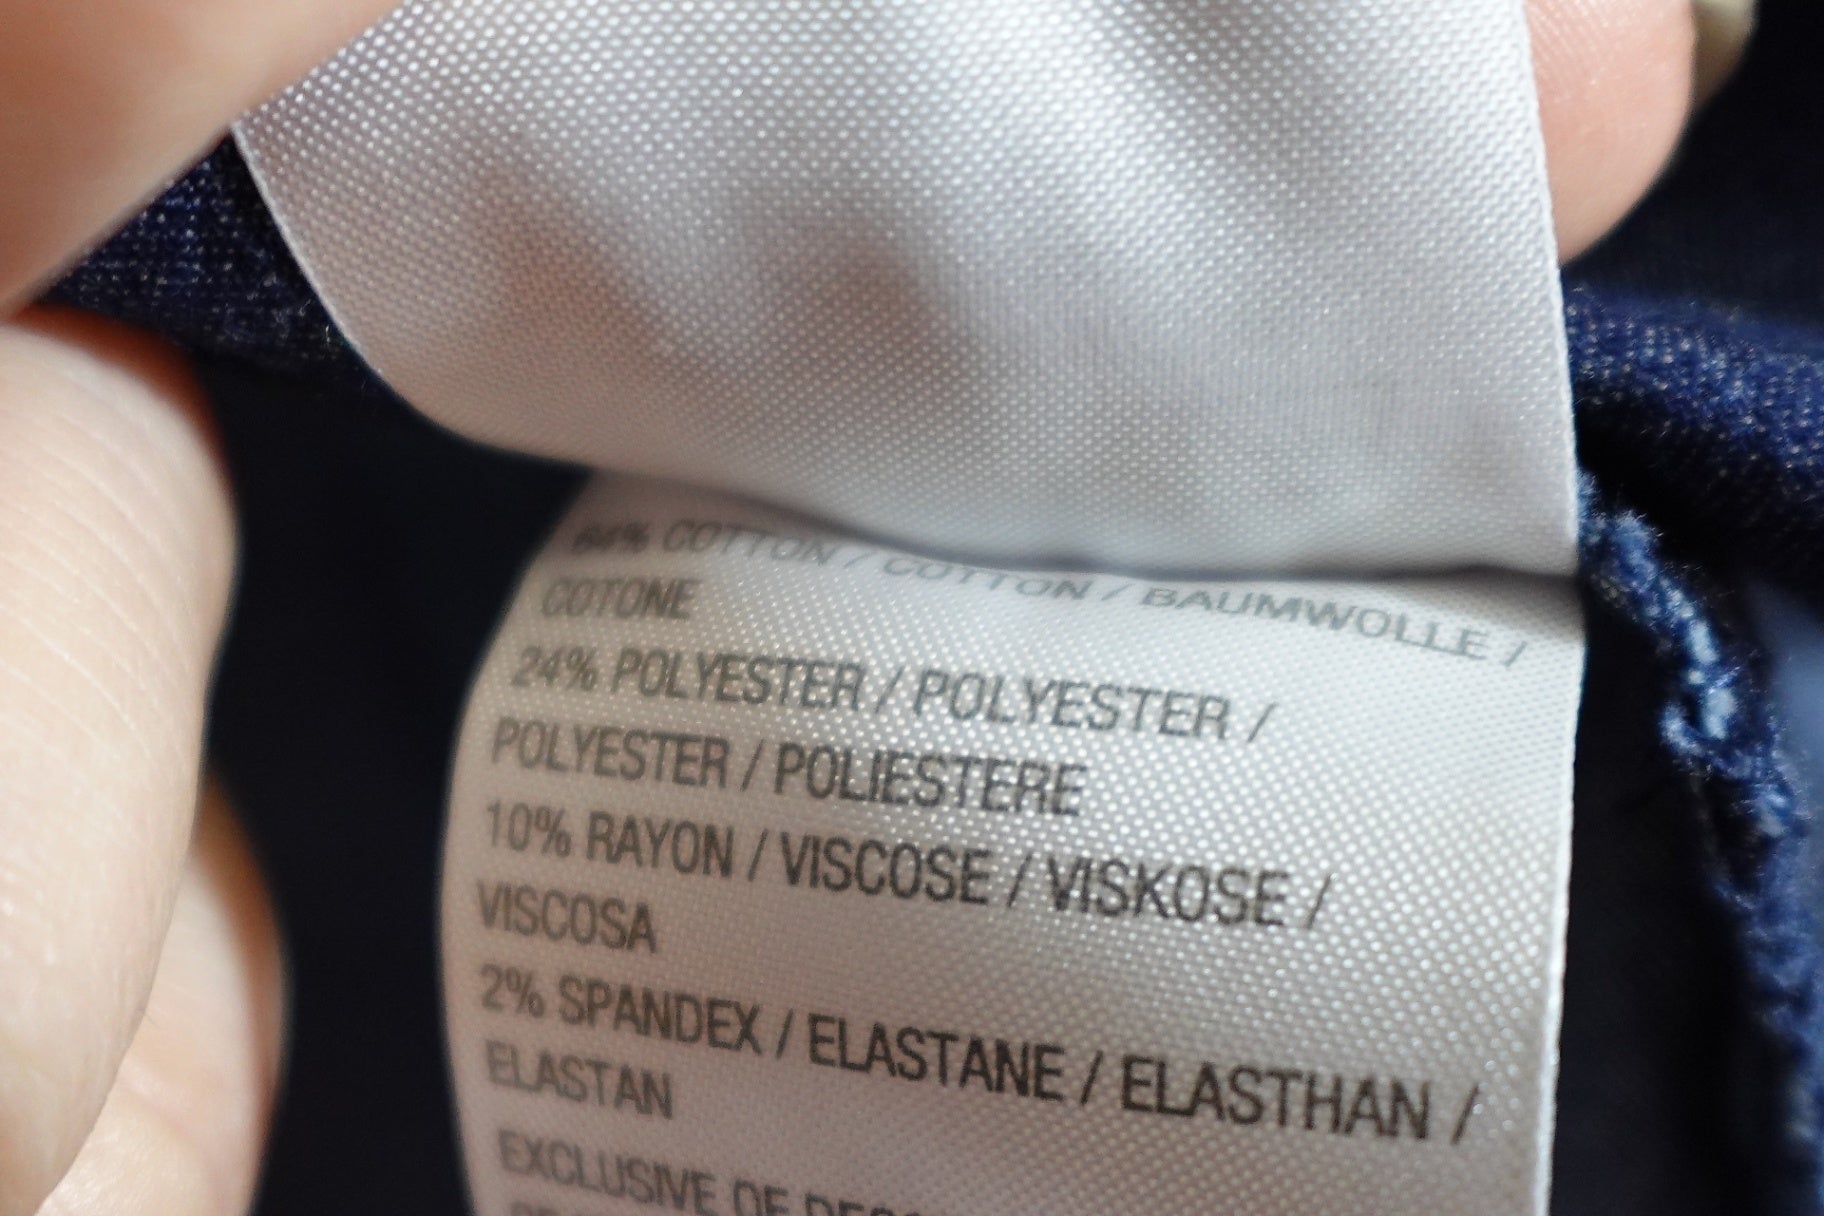 64% COTTON / COTTON / BAUMWOLLE /
COTONE
24% POLYESTER / POLYESTER /
POLYESTER / POLIESTERE
10% RAYON / VISCOSE / VISKOSE /
VISCOSA
2% SPANDEX / ELASTANE / ELASTHAN /
ELASTAN
EXCLUSIVE OF